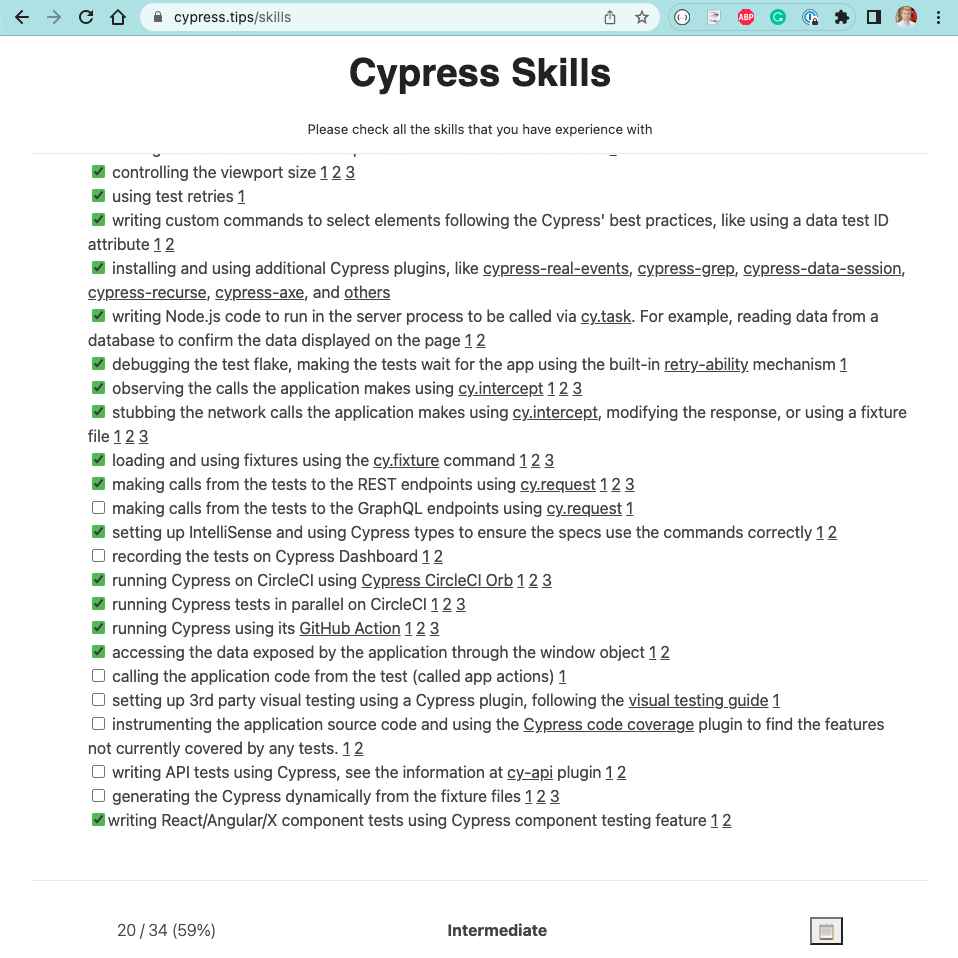 cypress.tips/skills
ABP
Cypress Skills
Please check all the skills that you have experience with
controlling the viewport size 1 2 3
using test retries 1
writing custom commands to select elements following the Cypress' best practices, like using a data test ID
attribute 1 2
installing and using additional Cypress plugins, like cypress-real-events, cypress-grep, cypress-data-session,
cypress-recurse, cypress-axe, and others
writing Node.js code to run in the server process to be called via cy.task. For example, reading data from a
database to confirm the data displayed on the page 1 2
debugging the test flake, making the tests wait for the app using the built-in retry-ability mechanism 1
observing the calls the application makes using cy.intercept 1 2 3
stubbing the network calls the application makes using cy.intercept, modifying the response, or using a fixture
file 1 2 3
loading and using fixtures using the cy.fixture command 1 2 3
making calls from the tests to the REST endpoints using cy.request 1 2 3
making calls from the tests to the GraphQL endpoints using cy.request 1
setting up IntelliSense and using Cypress types to ensure the specs use the commands correctly 1 2
recording the tests on Cypress Dashboard 1 2
running Cypress on CircleCI using Cypress CircleCI Orb 1 2 3
running Cypress tests in parallel on CircleCI 1 2 3
running Cypress using its GitHub Action 1 2 3
accessing the data exposed by the application through the window object 1 2
calling the application code from the test (called app actions) 1
setting up 3rd party visual testing using a Cypress plugin, following the visual testing guide 1
instrumenting the application source code and using the Cypress code coverage plugin to find the features
not currently covered by any tests. 1 2
writing API tests using Cypress, see the information at cy-api plugin 1 2
generating the Cypress dynamically from the fixture files 1 2 3
writing React/Angular/X component tests using Cypress component testing feature 1 2
20 / 34 (59%)
Intermediate